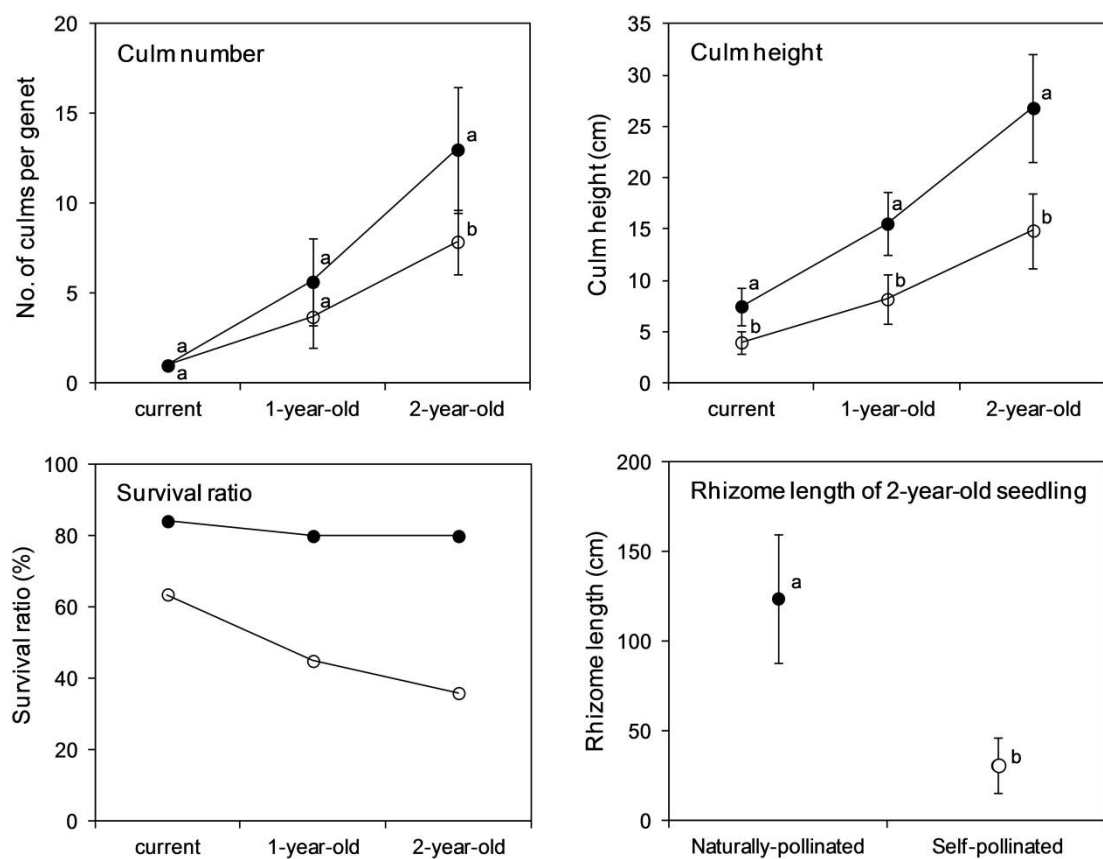 Culm number
No. of culms per genet
20
15
10
5
0
a
a
a
a
a
b
current 1-year-old 2-year-old
Culm height
Culm height (cm)
35
30
25
20
15
10
5
0
a
b
a
b
a
b
current 1-year-old 2-year-old
Survival ratio
Survival ratio (%)
100
80
60
40
20
0
current 1-year-old 2-year-old
Rhizome length of 2-year-old seedling
Rhizome length (cm)
200
150
100
50
0
a
b
Naturally-pollinated Self-pollinated